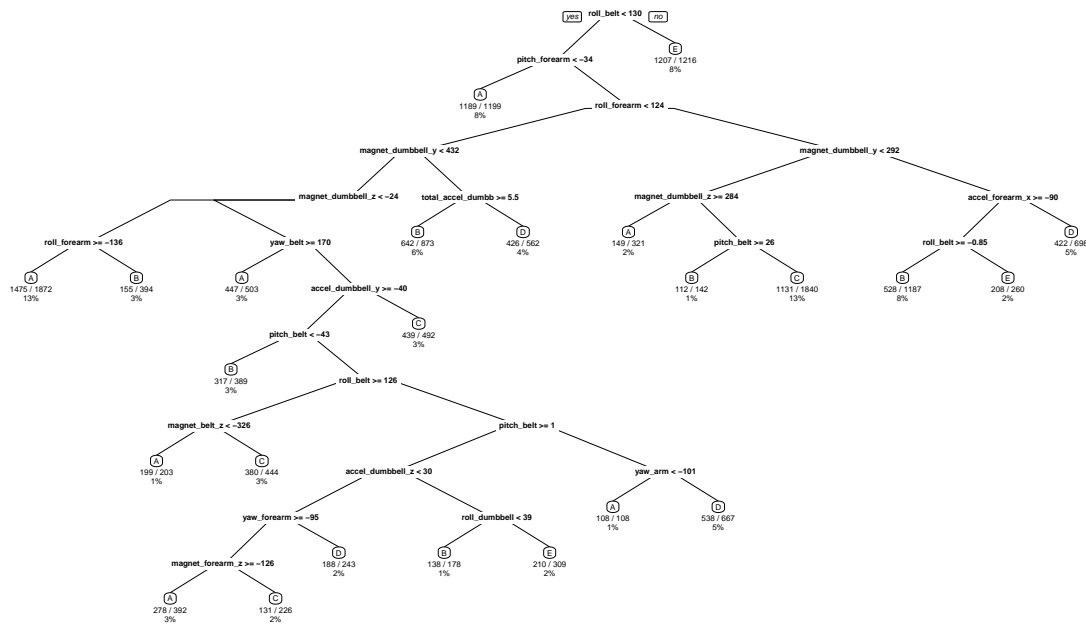 yes roll_belt < 130 no
E
1207 / 1216
8%
pitch_forearm < −34
A
1189 / 1199
8%
roll_forearm < 124
magnet_dumbbell_y < 432
magnet_dumbbell_y < 292
magnet_dumbbell_z < −24
total_accel_dumbb >= 5.5
magnet_dumbbell_z >= 284
accel_forearm_x >= −90
B
642 / 873
6%
D
426 / 562
4%
A
149 / 321
2%
D
422 / 698
5%
roll_forearm >= −136
yaw_belt >= 170
pitch_belt >= 26
roll_belt >= −0.85
A
1475 / 1872
13%
B
155 / 394
3%
A
447 / 503
3%
B
112 / 142
1%
C
1131 / 1840
13%
B
528 / 1187
8%
E
208 / 260
2%
accel_dumbbell_y >= −40
C
439 / 492
3%
pitch_belt < −43
B
317 / 389
3%
roll_belt >= 126
magnet_belt_z < −326
pitch_belt >= 1
A
199 / 203
1%
C
380 / 444
3%
accel_dumbbell_z < 30
yaw_arm < −101
A
108 / 108
1%
D
538 / 667
5%
yaw_forearm >= −95
roll_dumbbell < 39
D
188 / 243
2%
B
138 / 178
1%
E
210 / 309
2%
magnet_forearm_z >= −126
A
278 / 392
3%
C
131 / 226
2%